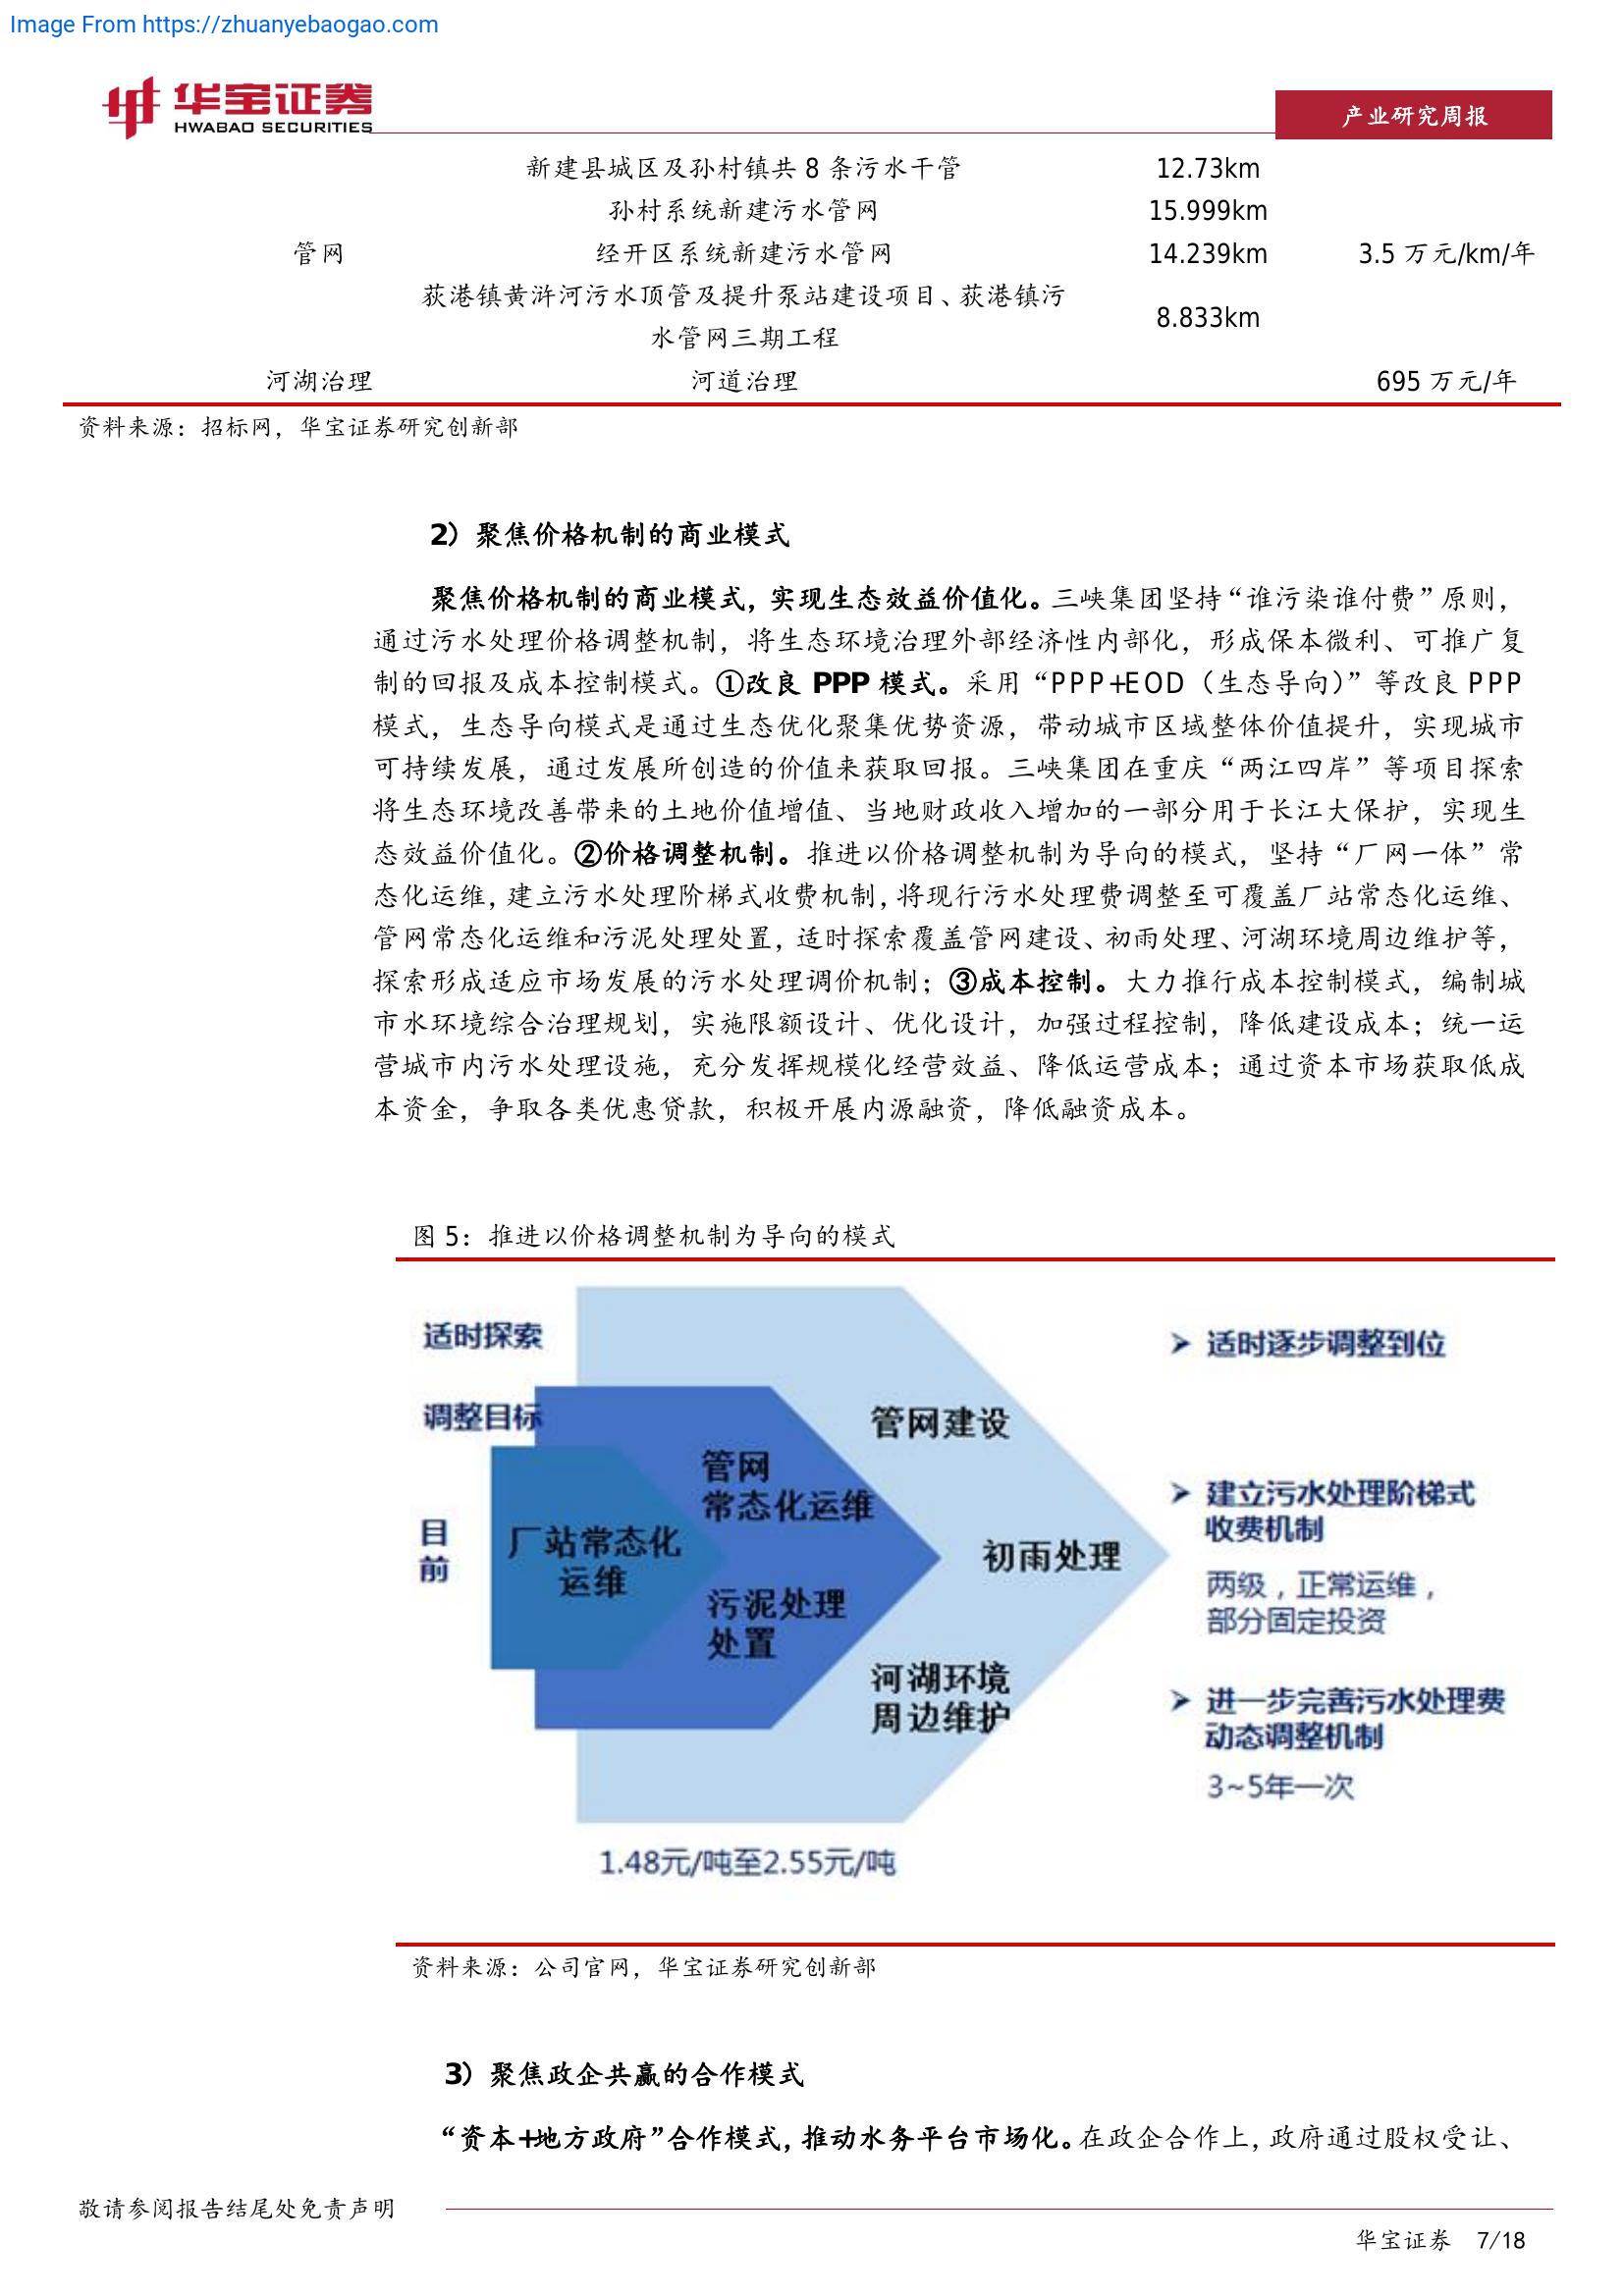 Image From https://zhuanyebaogao.com
华宝证券
HWABAO SECURITIES
产业研究周报
新建县城区及孙村镇共 8 条污水干管 12.73km
孙村系统新建污水管网 15.999km
管网 经开区系统新建污水管网 14.239km 3.5 万元/km/年
荻港镇黄浒河污水顶管及提升泵站建设项目、荻港镇污
水管网三期工程 8.833km
河湖治理 河道治理 695 万元/年
资料来源：招标网，华宝证券研究创新部
2）聚焦价格机制的商业模式
聚焦价格机制的商业模式，实现生态效益价值化。三峡集团坚持“谁污染谁付费”原则，
通过污水处理价格调整机制，将生态环境治理外部经济性内部化，形成保本微利、可推广复
制的回报及成本控制模式。①改良 PPP 模式。采用“PPP+EOD（生态导向）”等改良 PPP
模式，生态导向模式是通过生态优化聚集优势资源，带动城市区域整体价值提升，实现城市
可持续发展，通过发展所创造的价值来获取回报。三峡集团在重庆“两江四岸”等项目探索
将生态环境改善带来的土地价值增值、当地财政收入增加的一部分用于长江大保护，实现生
态效益价值化。②价格调整机制。推进以价格调整机制为导向的模式，坚持“厂网一体”常
态化运维，建立污水处理阶梯式收费机制，将现行污水处理费调整至可覆盖厂站常态化运维、
管网常态化运维和污泥处理处置，适时探索覆盖管网建设、初雨处理、河湖环境周边维护等，
探索形成适应市场发展的污水处理调价机制；③成本控制。大力推行成本控制模式，编制城
市水环境综合治理规划，实施限额设计、优化设计，加强过程控制，降低建设成本；统一运
营城市内污水处理设施，充分发挥规模化经营效益、降低运营成本；通过资本市场获取低成
本资金，争取各类优惠贷款，积极开展内源融资，降低融资成本。
图 5：推进以价格调整机制为导向的模式
适时探索
调整目标
目
前
厂站常态化
运维
管网
常态化运维
污泥处理
处置
管网建设
初雨处理
河湖环境
周边维护
1.48元/吨至2.55元/吨
➢ 适时逐步调整到位
➢ 建立污水处理阶梯式
收费机制
两级，正常运维，
部分固定投资
➢ 进一步完善污水处理费
动态调整机制
3~5年一次
资料来源：公司官网，华宝证券研究创新部
3）聚焦政企共赢的合作模式
“资本+地方政府”合作模式，推动水务平台市场化。在政企合作上，政府通过股权受让、
敬请参阅报告结尾处免责声明
华宝证券 7/18